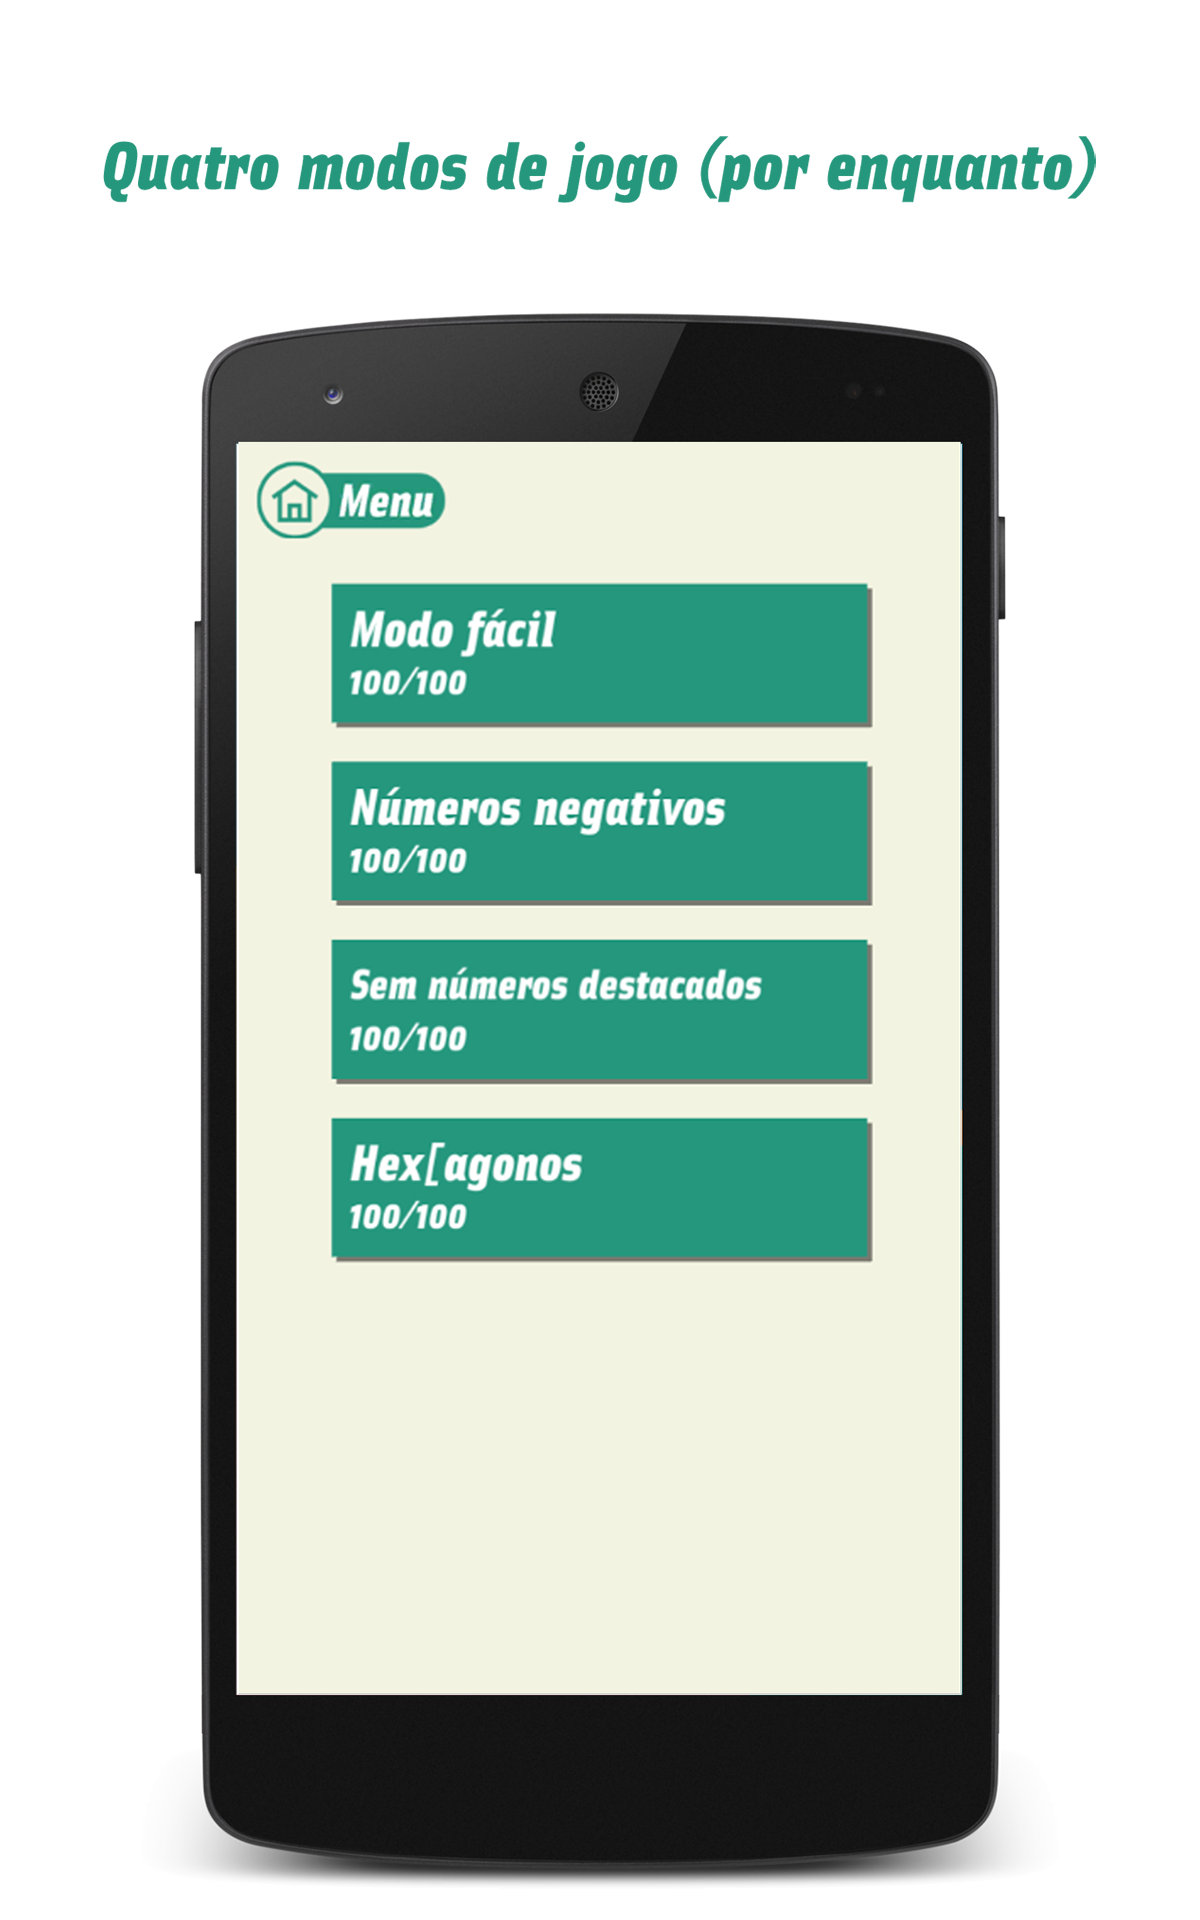 Quatro modos de jogo (por enquanto)
Menu
Modo fácil
100/100
Números negativos
100/100
Sem números destacados
100/100
Hex[agonos
100/100